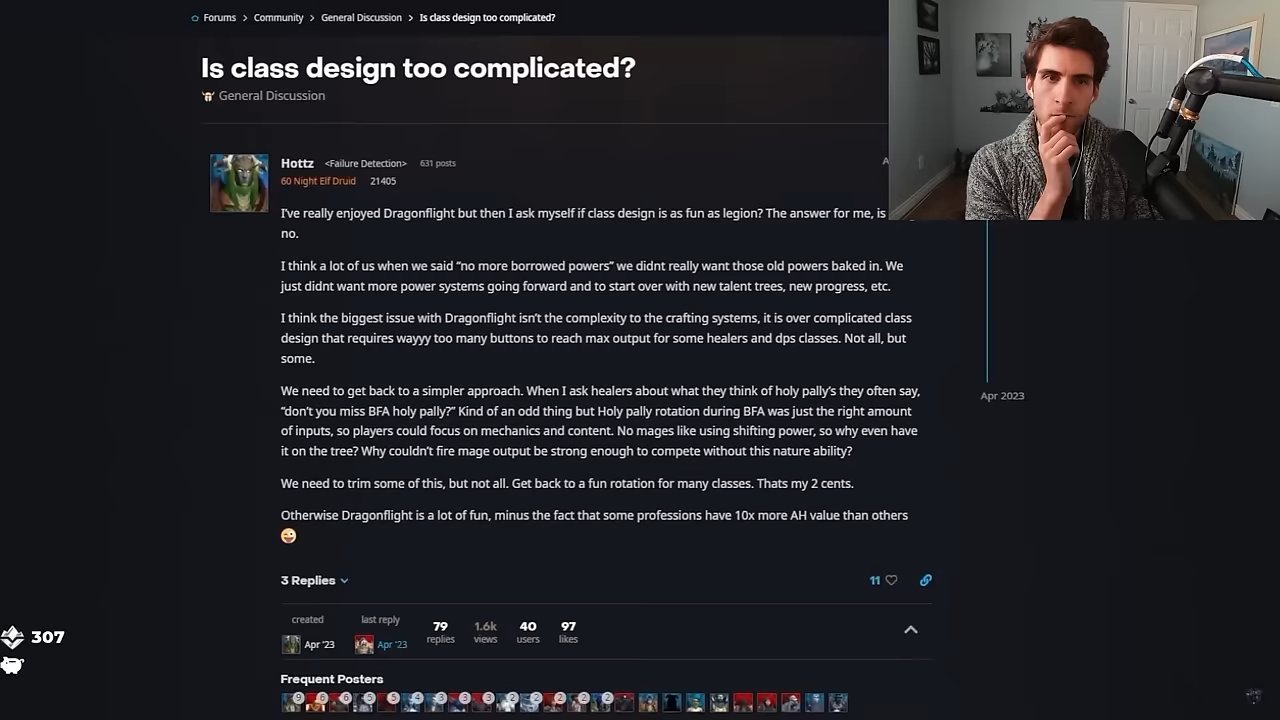 Forums > Community > General Discussion > Is class design too complicated?
Is class design too complicated?
General Discussion
Hottz <Failure Detection> 631 posts
60 Night Elf Druid 21405
I've really enjoyed Dragonflight but then I ask myself if class design is as fun as legion? The answer for me, is
no.
I think a lot of us when we said “no more borrowed powers” we didnt really want those old powers baked in. We
just didnt want more power systems going forward and to start over with new talent trees, new progress, etc.
I think the biggest issue with Dragonflight isn't the complexity to the crafting systems, it is over complicated class
design that requires wayyy too many buttons to reach max output for some healers and dps classes. Not all, but
some.
We need to get back to a simpler approach. When I ask healers about what they think of holy pally's they often say,
“don't you miss BFA holy pally?” Kind of an odd thing but Holy pally rotation during BFA was just the right amount
of inputs, so players could focus on mechanics and content. No mages like using shifting power, so why even have
it on the tree? Why couldn't fire mage output be strong enough to compete without this nature ability?
We need to trim some of this, but not all. Get back to a fun rotation for many classes. Thats my 2 cents.
Otherwise Dragonflight is a lot of fun, minus the fact that some professions have 10x more AH value than others
Apr 2023
3 Replies
11
created last reply 79 1.6k 40 97
Apr '23 Apr '23 replies views users likes
307
Frequent Posters
9 6 6 5 5 4 3 3 3 2 2 2 2 2